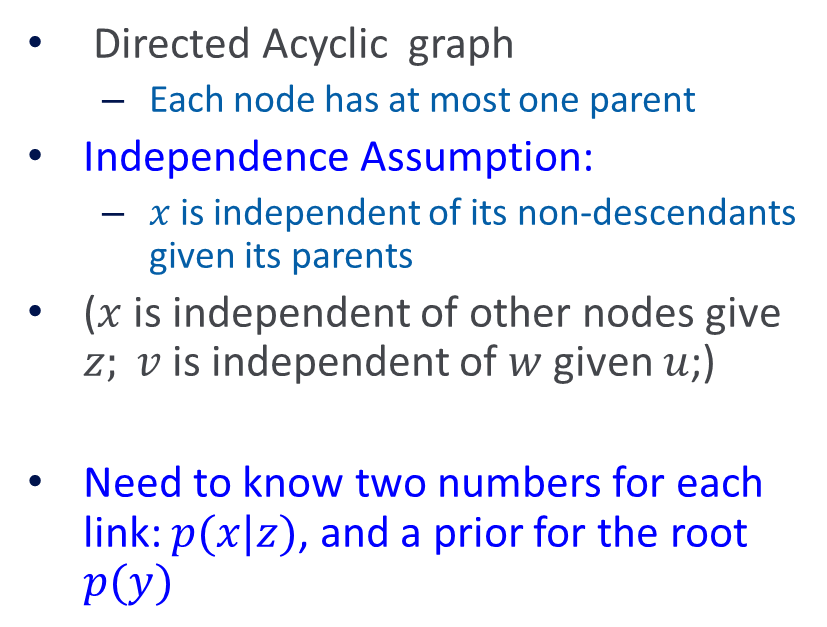 • Directed Acyclic graph
– Each node has at most one parent
• Independence Assumption:
– x is independent of its non-descendants
given its parents
• (x is independent of other nodes give
z; v is independent of w given u;)
• Need to know two numbers for each
link: p(x|z), and a prior for the root
p(y)